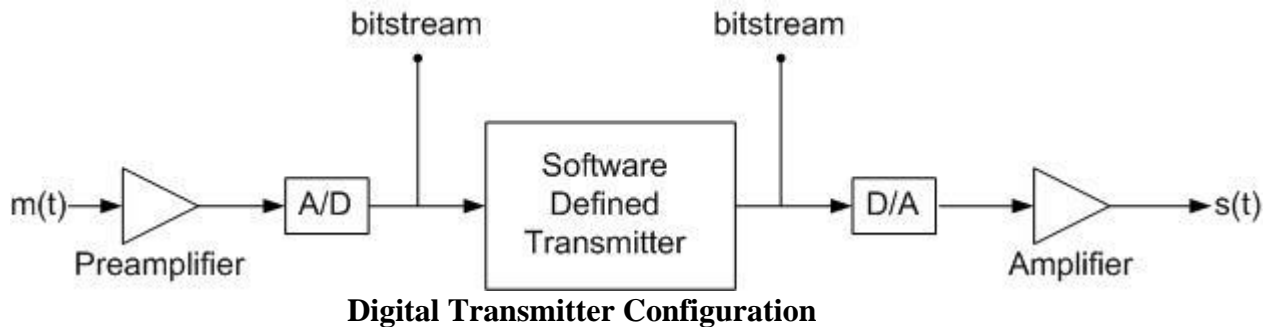 bitstream
bitstream
m(t)
Preamplifier
A/D
Software
Defined
Transmitter
D/A
Amplifier
s(t)
Digital Transmitter Configuration